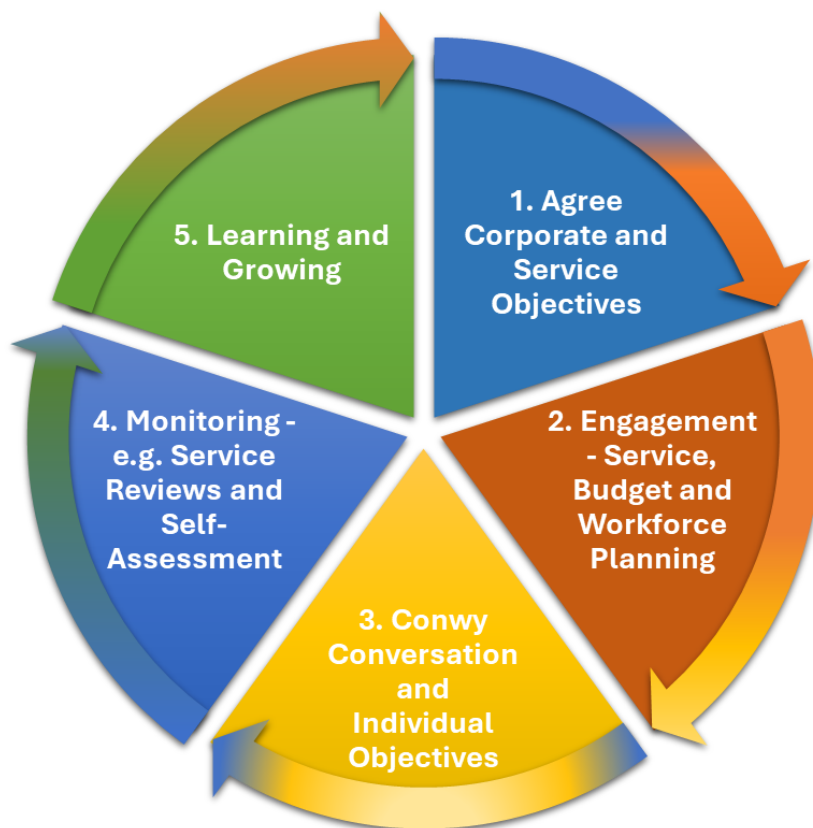 1. Agree
Corporate and
Service
Objectives
2. Engagement
- Service,
Budget and
Workforce
Planning
3. Conwy
Conversation
and
Individual
Objectives
4. Monitoring -
e.g. Service
Reviews and
Self-
Assessment
5. Learning and
Growing